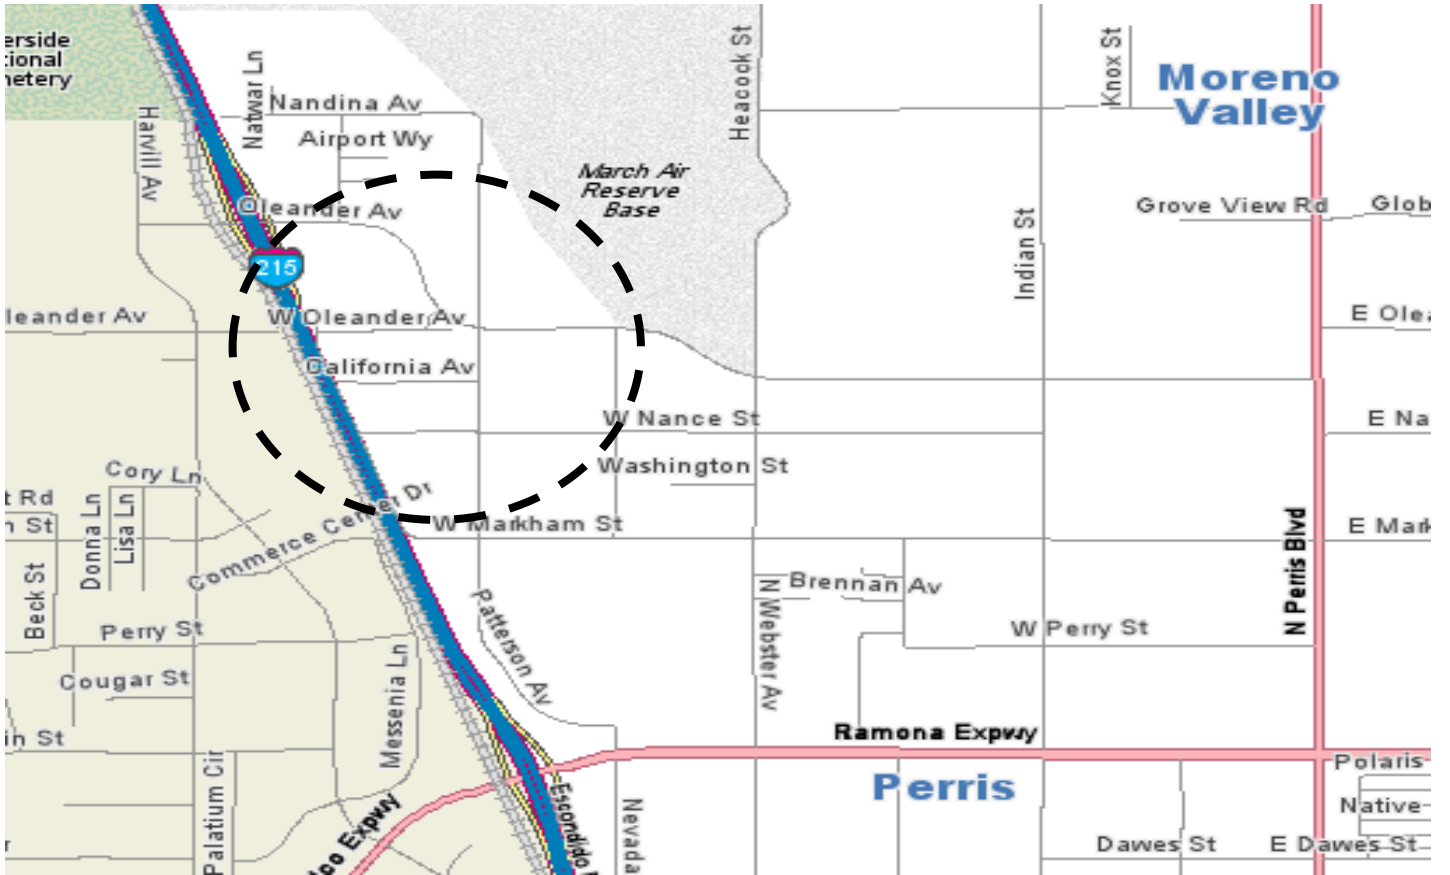 erside
ional
netery
Natwar Ln
Nandina Av
Airport Wy
Harvill Av
Heacock St
Knox St
Moreno
Valley
March Air
Reserve
Base
Oleander Av
Grove View Rd
Glob
Indian St
215
leander Av
W Oleander Av
E Olea
California Av
W Nance St
E Na
Cory Ln
Washington St
t Rd
n St
Donna Ln
Lisa Ln
Commerce Center Dr
W Markham St
N Perris Blvd
E Mark
Beck St
Brennan Av
N Webster Av
Patterson Av
Perry St
W Perry St
Cougar St
Messenia Ln
in St
Ramona Expwy
Polaris
Palatium Cir
Perris
Escondido
Nevada
Native
ico Expwy
r
Dawes St
E Dawes St